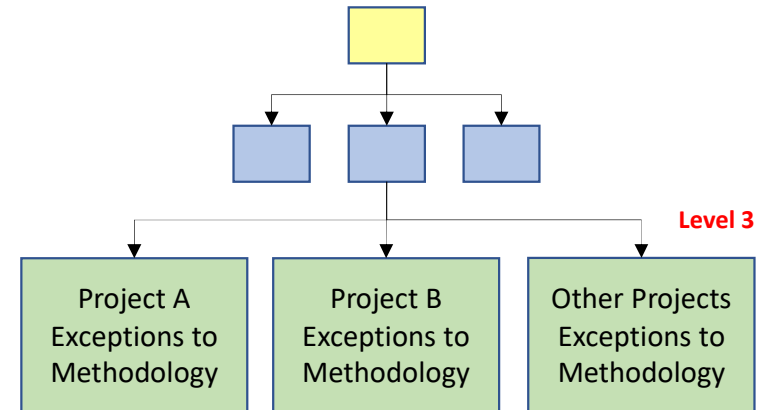 Level 3
Project A
Exceptions to
Methodology
Project B
Exceptions to
Methodology
Other Projects
Exceptions to
Methodology